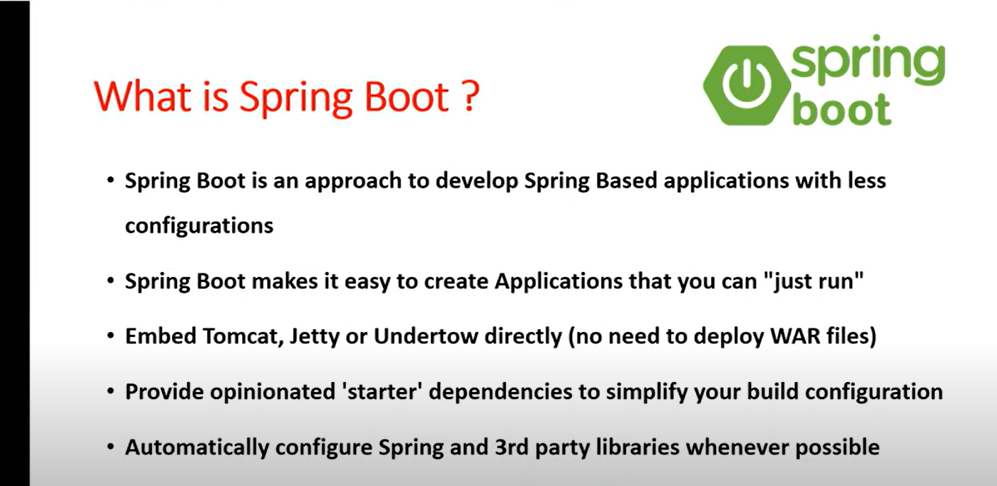 What is Spring Boot ?
spring
boot
• Spring Boot is an approach to develop Spring Based applications with less
configurations
• Spring Boot makes it easy to create Applications that you can "just run"
• Embed Tomcat, Jetty or Undertow directly (no need to deploy WAR files)
• Provide opinionated 'starter' dependencies to simplify your build configuration
• Automatically configure Spring and 3rd party libraries whenever possible